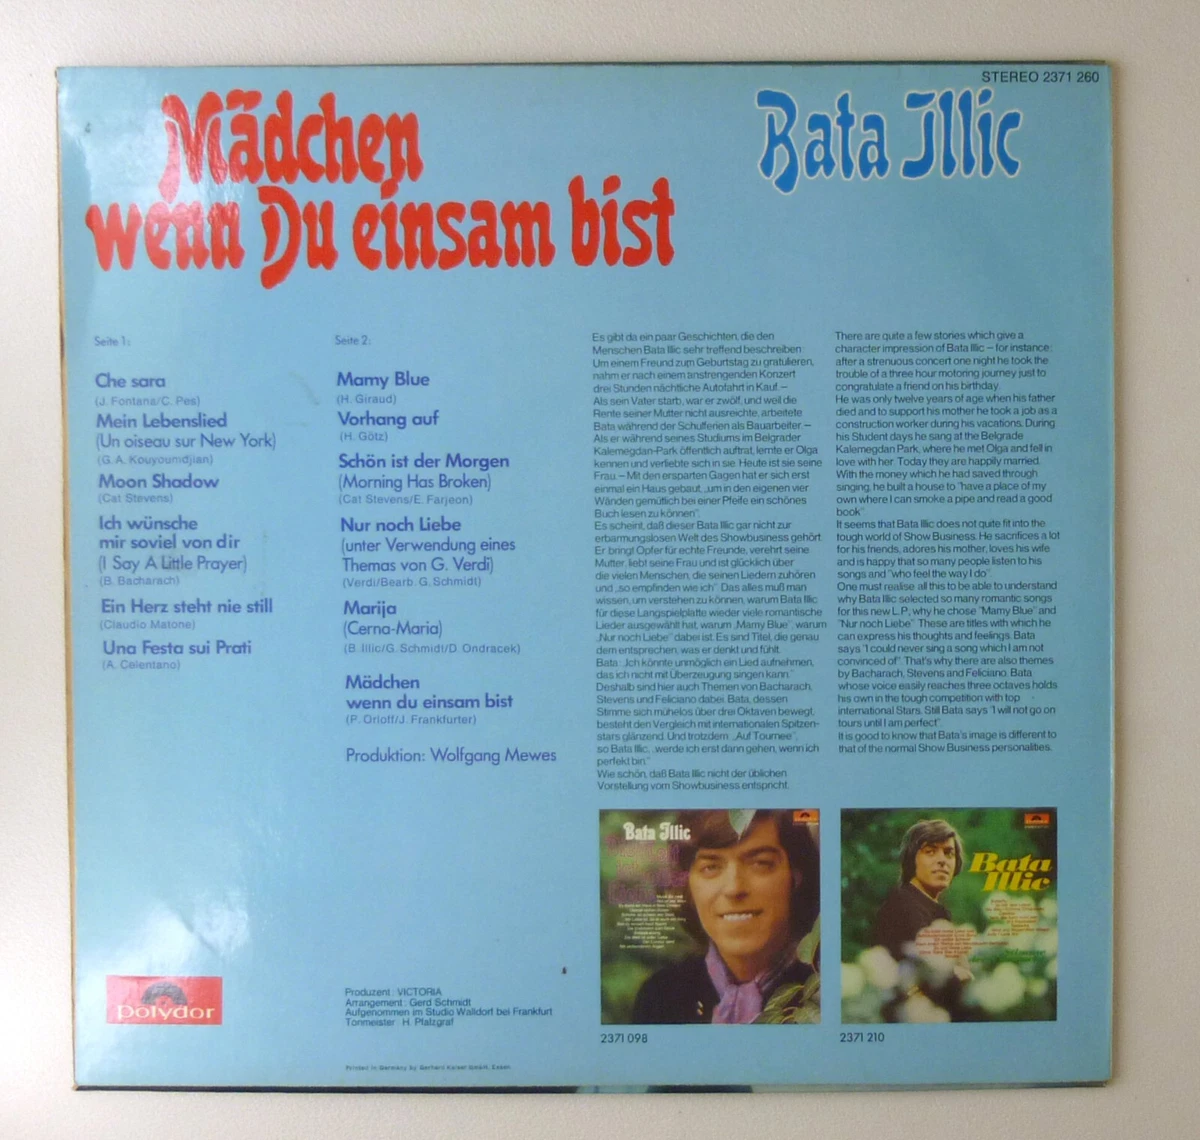 STEREO 2371 260
Mädchen
wenn Du einsam bist
Bata Illic
Seite 1:
Che sara
(J. Fontana/C. Pes)
Mein Lebenslied
(Un oiseau sur New York)
(G. A. Kouyoumdjian)
Moon Shadow
(Cat Stevens)
Ich wünsche
mir soviel von dir
(I Say A Little Prayer)
(B. Bacharach)
Ein Herz steht nie still
(Claudio Matone)
Una Festa sui Prati
(A. Celentano)
Seite 2:
Mamy Blue
(H. Giraud)
Vorhang auf
(H. Götz)
Schön ist der Morgen
(Morning Has Broken)
(Cat Stevens/E. Farjeon)
Nur noch Liebe
(unter Verwendung eines
Themas von G. Verdi)
(Verdi/Bearb. G. Schmidt)
Marija
(Cerna-Maria)
(B. Illic/G. Schmidt/D. Ondracek)
Mädchen
wenn du einsam bist
(P. Orloff/J. Frankfurter)
Produktion: Wolfgang Mewes
Es gibt da ein paar Geschichten, die den
Menschen Bata Illic sehr treffend beschreiben:
Um einem Freund zum Geburtstag zu gratulieren,
nahm er nach einem anstrengenden Konzert
drei Stunden nächtliche Autofahrt in Kauf. –
Als sein Vater starb, war er zwölf, und weil die
Rente seiner Mutter nicht ausreichte, arbeitete
Bata während der Schulferien als Bauarbeiter. –
Als er während seines Studiums im Belgrader
Kalemegdan-Park öffentlich auftrat, lernte er Olga
kennen und verliebte sich in sie. Heute ist sie seine
Frau. – Mit den ersparten Gagen hat er sich erst
einmal ein Haus gebaut, „um in den eigenen vier
Wänden gemütlich bei einer Pfeife ein schönes
Buch lesen zu können".
Es scheint, daß dieser Bata Illic gar nicht zur
erbarmungslosen Welt des Showbusiness gehört.
Er bringt Opfer für echte Freunde, verehrt seine
Mutter, liebt seine Frau und ist glücklich über
die vielen Menschen, die seinen Liedern zuhören
und „so empfinden wie ich". Das alles muß man
wissen, um verstehen zu können, warum Bata Illic
für diese Langspielplatte wieder viele romantische
Lieder ausgewählt hat, warum „Mamy Blue", warum
„Nur noch Liebe" dabei ist. Es sind Titel, die genau
dem entsprechen, was er denkt und fühlt.
Bata: „Ich könnte unmöglich ein Lied aufnehmen,
das ich nicht mit Überzeugung singen kann."
Deshalb sind hier auch Themen von Bacharach,
Stevens und Feliciano dabei. Bata, dessen
Stimme sich mühelos über drei Oktaven bewegt,
besteht den Vergleich mit internationalen Spitzen-
stars glänzend. Und trotzdem: „Auf Tournee",
so Bata Illic, „werde ich erst dann gehen, wenn ich
perfekt bin."
Wie schön, daß Bata Illic nicht der üblichen
Vorstellung vom Showbusiness entspricht.
There are quite a few stories which give a
character impression of Bata Illic – for instance:
after a strenuous concert one night he took the
trouble of a three hour motoring journey just to
congratulate a friend on his birthday.
He was only twelve years of age when his father
died and to support his mother he took a job as a
construction worker during his vacations. During
his Student days he sang at the Belgrade
Kalemegdan Park, where he met Olga and fell in
love with her. Today they are happily married.
With the money which he had saved through
singing, he built a house to "have a place of my
own where I can smoke a pipe and read a good
book".
It seems that Bata Illic does not quite fit into the
tough world of Show Business. He sacrifices a lot
for his friends, adores his mother, loves his wife
and is happy that so many people listen to his
songs and "who feel the way I do".
One must realise all this to be able to understand
why Bata Illic selected so many romantic songs
for this new L.P., why he chose "Mamy Blue" and
"Nur noch Liebe". These are titles with which he
can express his thoughts and feelings. Bata
says "I could never sing a song which I am not
convinced of". That's why there are also themes
by Bacharach, Stevens and Feliciano. Bata
whose voice easily reaches three octaves holds
his own in the tough competition with top
international Stars. Still Bata says "I will not go on
tours until I am perfect".
It is good to know that Bata's image is different to
that of the normal Show Business personalities.
Bata Illic
Bata
Illic
2371 098
2371 210
polydor
Produzent: VICTORIA
Arrangement: Gerd Schmidt
Aufgenommen im Studio Walldorf bei Frankfurt
Tonmeister: H. Pfalzgraf
Printed in Germany by Gerhard Kaiser GmbH, Essen